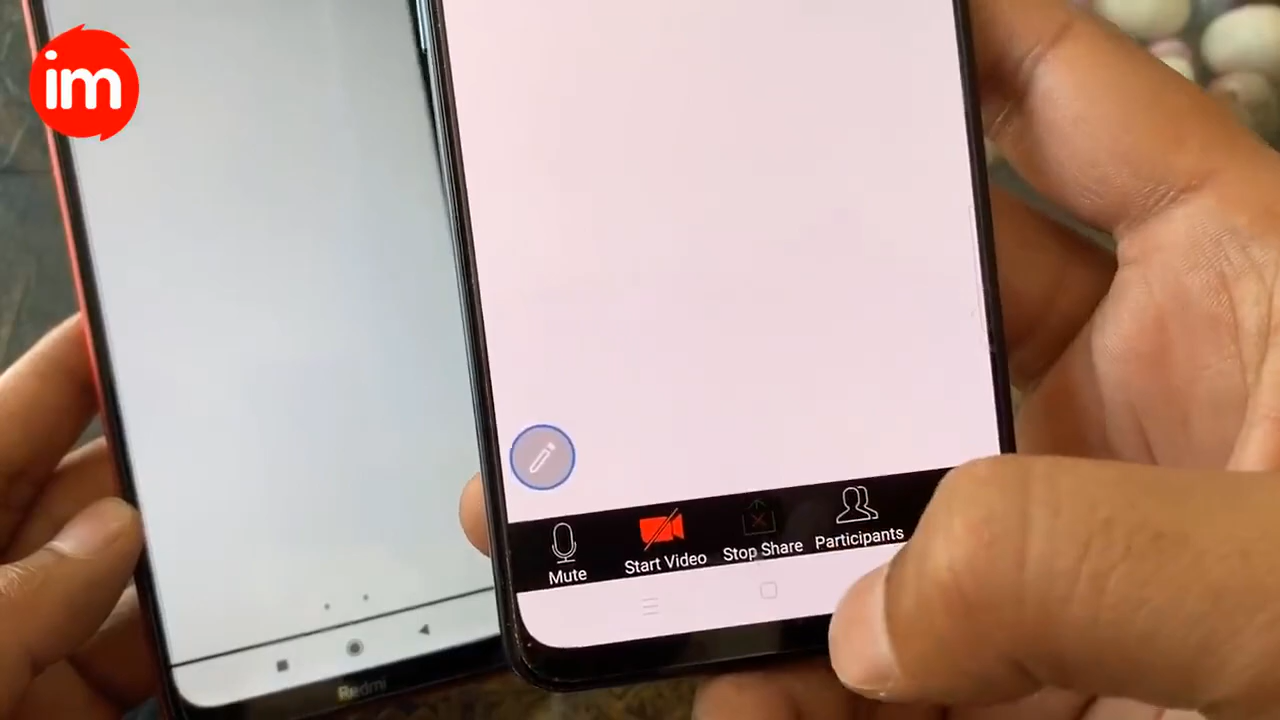 im
Mute
Start Video
Stop Share
Participants
Redmi